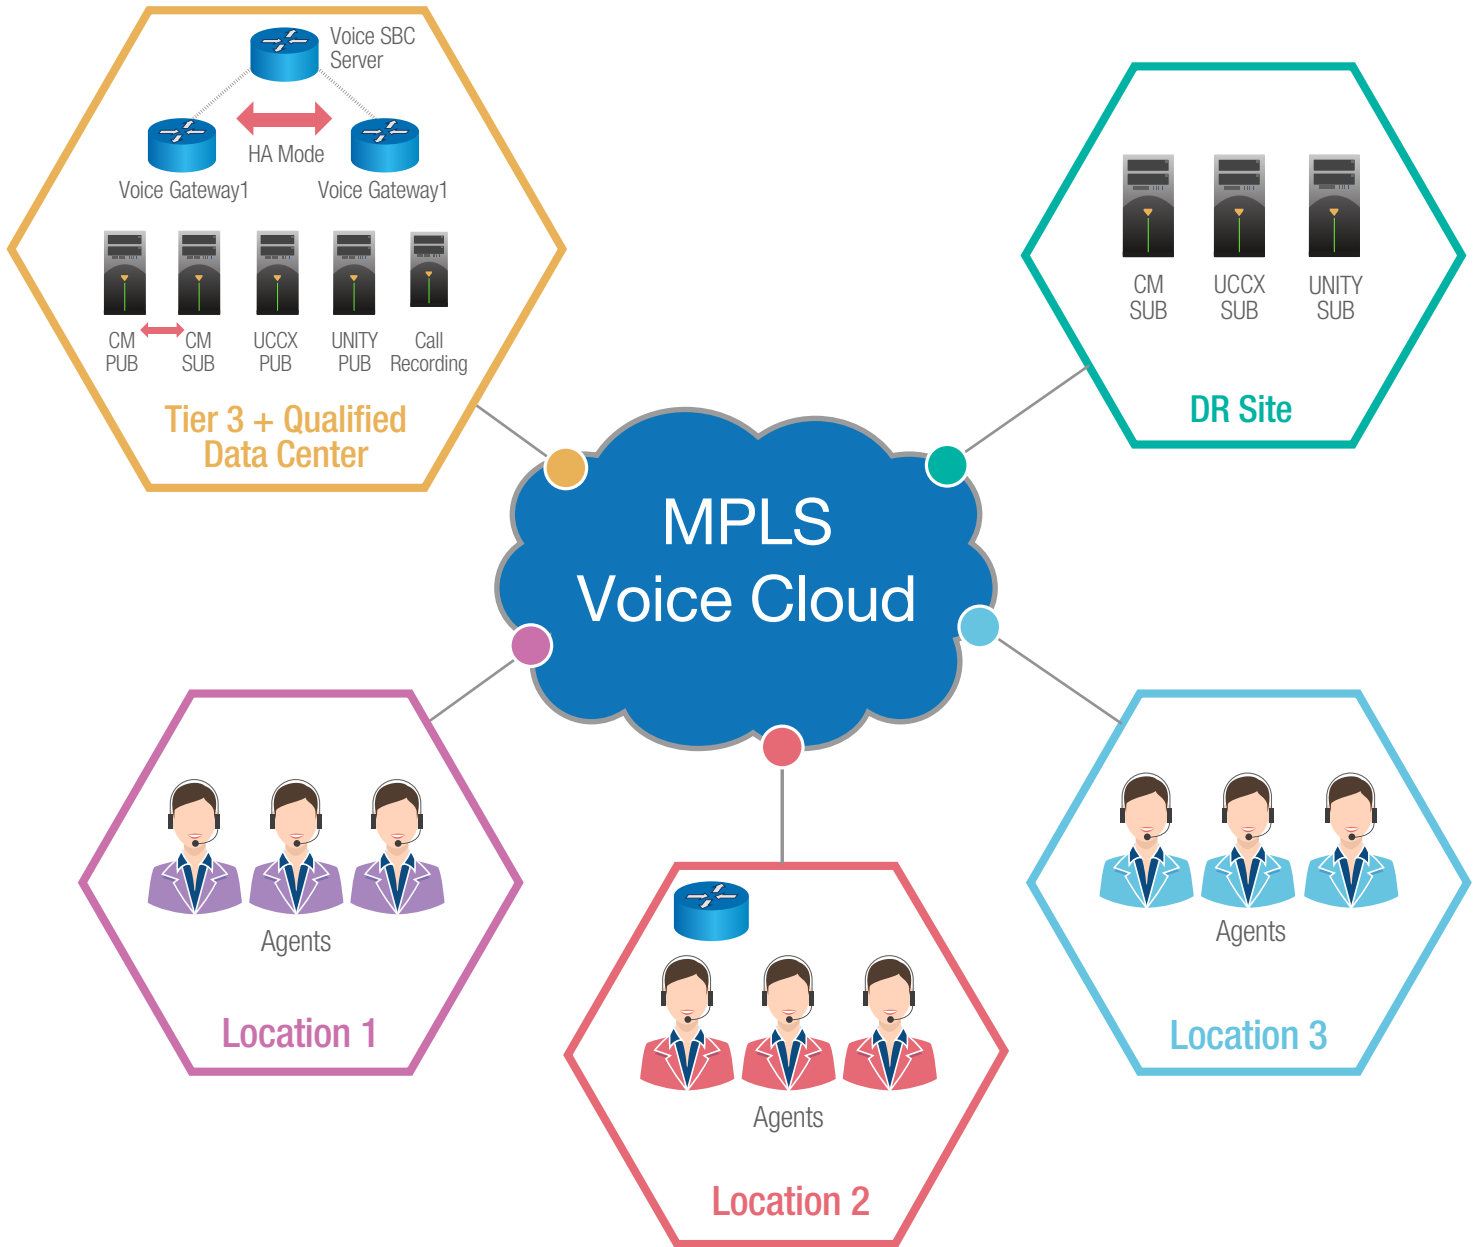 Voice SBC
Server
HA Mode
Voice Gateway1
Voice Gateway1
CM
PUB
CM
SUB
UCCX
PUB
UNITY
PUB
Call
Recording
Tier 3 + Qualified
Data Center
CM
SUB
UCCX
SUB
UNITY
SUB
DR Site
MPLS
Voice Cloud
Agents
Location 1
Agents
Location 2
Agents
Location 3